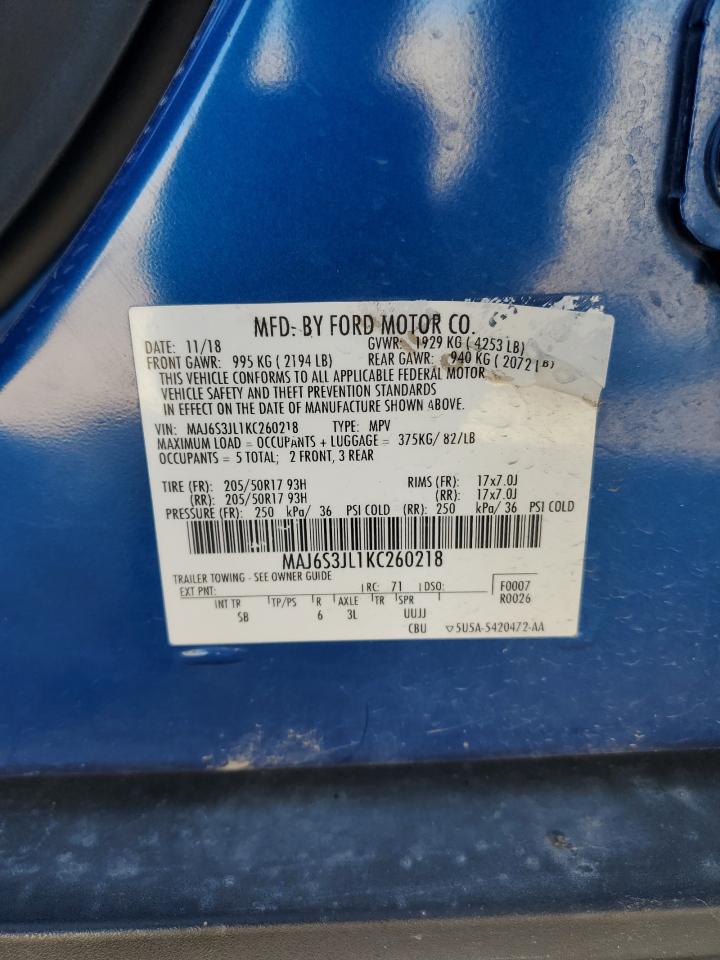 MFD. BY FORD MOTOR CO.
DATE: 11/18 GVWR: 1929 KG ( 4253 LB)
FRONT GAWR: 995 KG ( 2194 LB) REAR GAWR: 940 KG ( 2072 LB)
THIS VEHICLE CONFORMS TO ALL APPLICABLE FEDERAL MOTOR
VEHICLE SAFETY AND THEFT PREVENTION STANDARDS
IN EFFECT ON THE DATE OF MANUFACTURE SHOWN ABOVE.
VIN: MAJ6S3JL1KC260218 TYPE: MPV
MAXIMUM LOAD = OCCUPANTS + LUGGAGE = 375KG/ 827LB
OCCUPANTS = 5 TOTAL; 2 FRONT, 3 REAR
TIRE (FR): 205/50R17 93H RIMS (FR): 17x7.0J
(RR): 205/50R17 93H (RR): 17x7.0J
PRESSURE (FR): 250 kPa/ 36 PSI COLD (RR): 250 kPa/ 36 PSI COLD
MAJ6S3JL1KC260218
TRAILER TOWING - SEE OWNER GUIDE
EXT PNT: RC: 71 DSO: F0007
R0026
INT TR TP/PS R AXLE TR SPR
SB 6 3L UUJJ
CBU ▽5U5A-5420472-AA